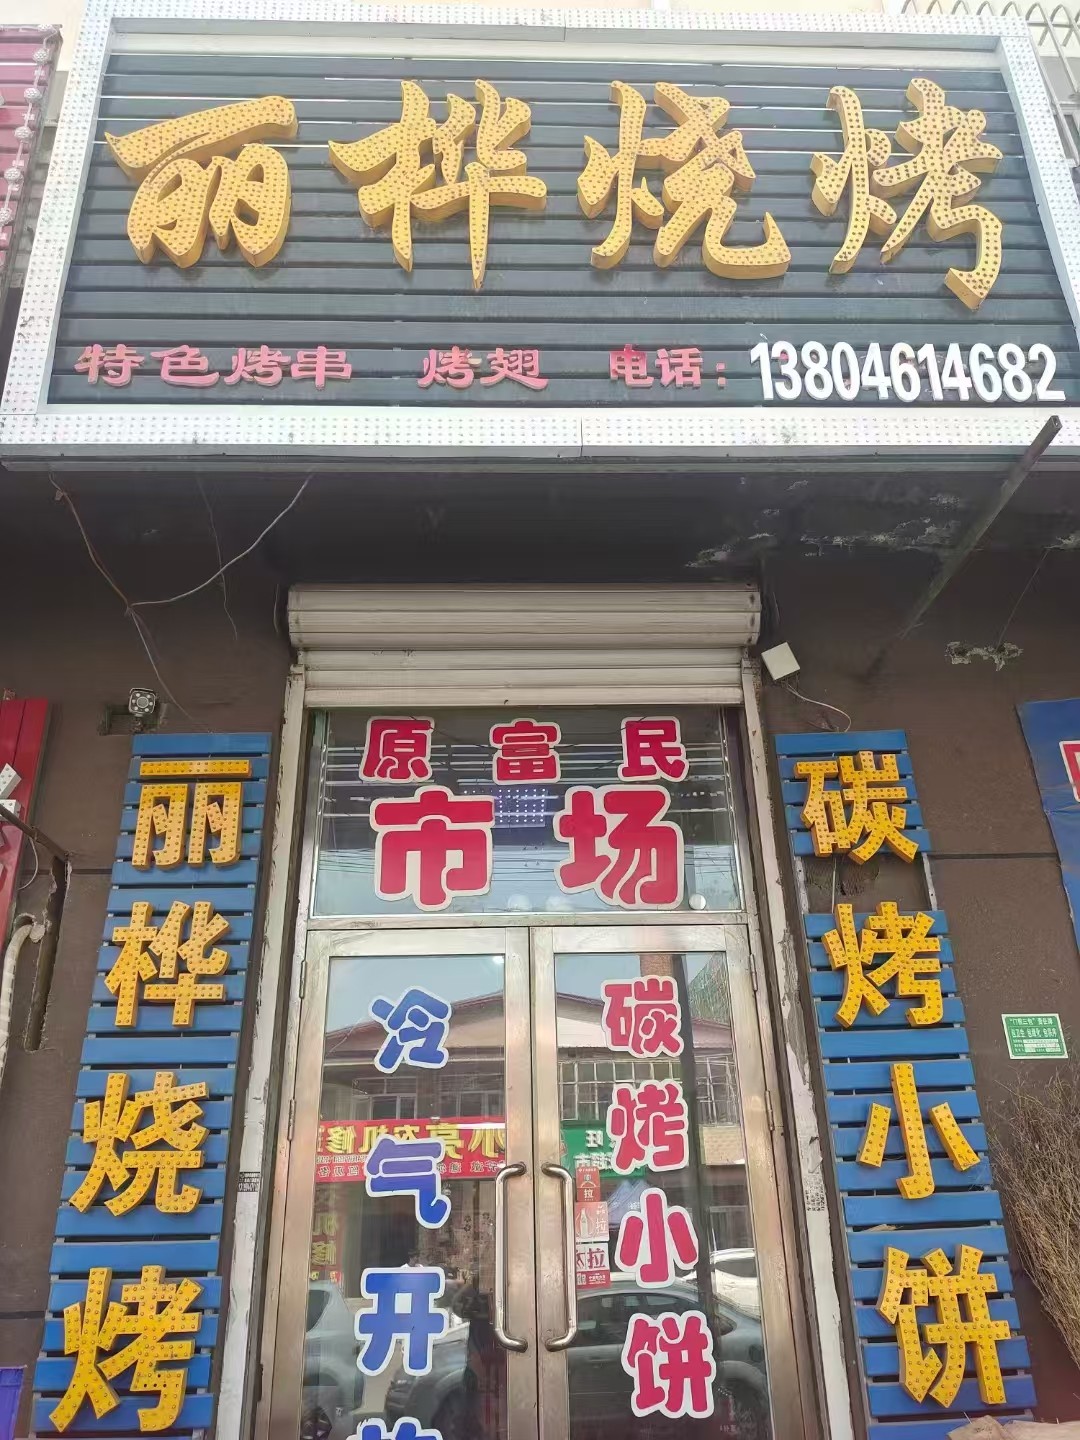 丽桦烧烤
特色烤串 烤翅 电话：13804614682
原富民
市场
丽桦烧烤
碳烤小饼
冷气开放
碳烤小饼